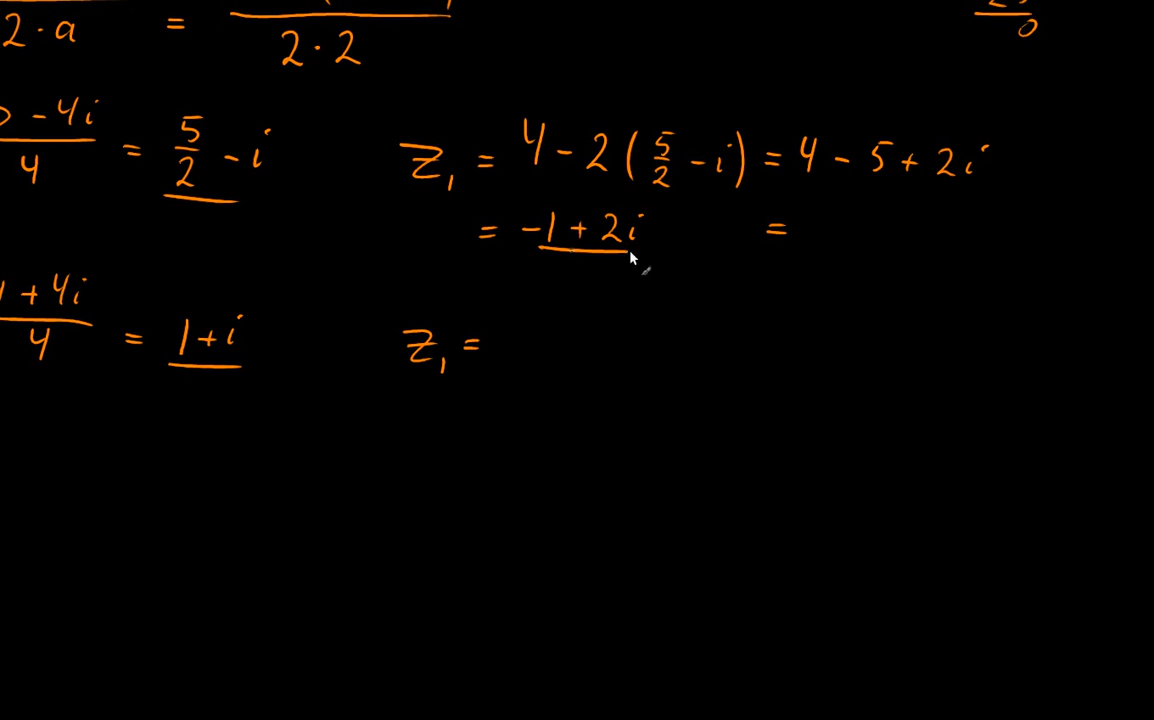 2·a = 2·2
- 4i / 4 = 5/2 - i
z₁ = 4 - 2(5/2 - i) = 4 - 5 + 2i
= -1 + 2i =
+ 4i / 4 = 1 + i
z₁ =